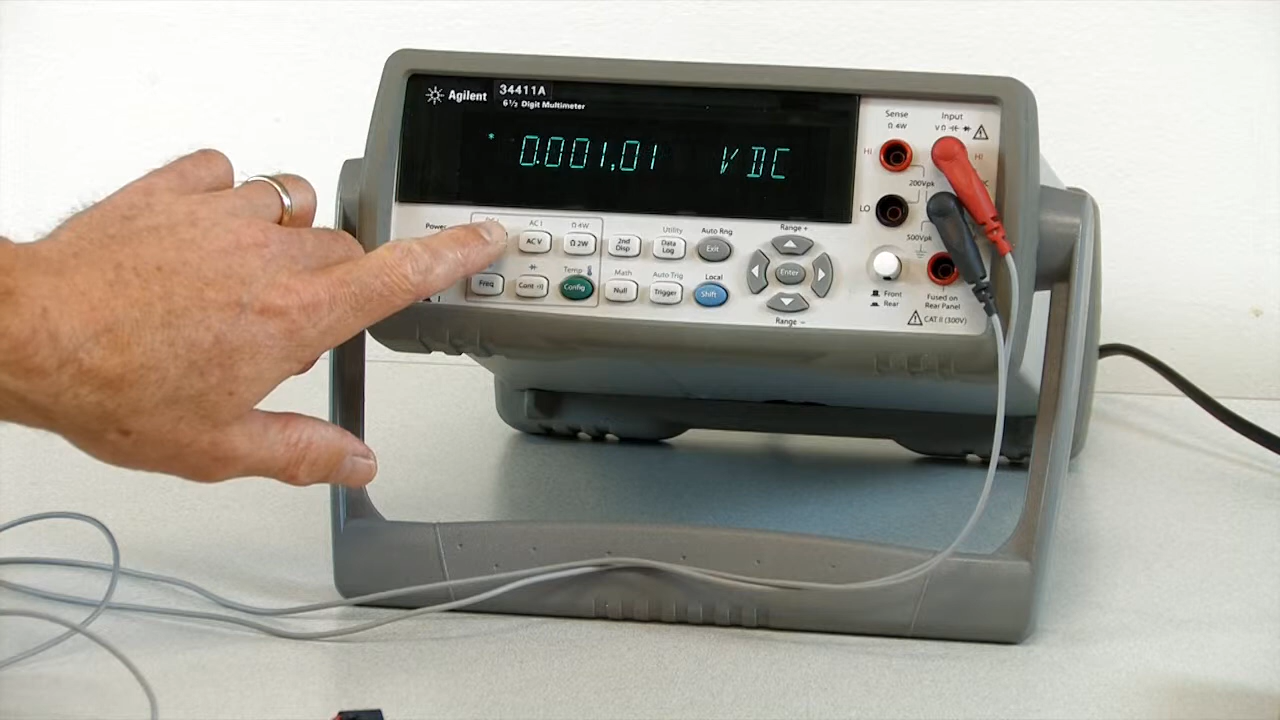 Agilent 34411A
6½ Digit Multimeter
* 0.001,01 VDC
Sense
Ω 4W
Input
V Ω
HI
HI
200Vpk
LO
500Vpk
Power
AC I
Ω 4W
AC V
Ω 2W
2nd Disp
Utility
Data Log
Auto Rng
Exit
Range +
Enter
Range −
Freq
Cont
Temp
Config
Math
Null
Auto Trig
Trigger
Local
Shift
Front
Rear
Fused on
Rear Panel
CAT II (300V)